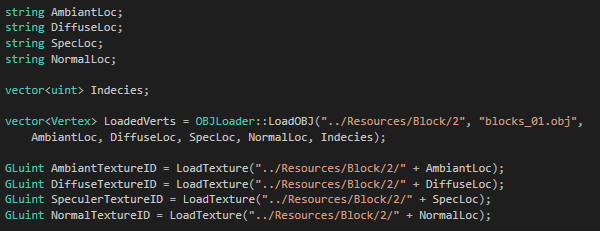 string AmbiantLoc;
string DiffuseLoc;
string SpecLoc;
string NormalLoc;
vector<uint> Indecies;
vector<Vertex> LoadedVerts = OBJLoader::LoadOBJ("../Resources/Block/2", "blocks_01.obj",
AmbiantLoc, DiffuseLoc, SpecLoc, NormalLoc, Indecies);
GLuint AmbiantTextureID = LoadTexture("../Resources/Block/2/" + AmbiantLoc);
GLuint DiffuseTextureID = LoadTexture("../Resources/Block/2/" + DiffuseLoc);
GLuint SpeculerTextureID = LoadTexture("../Resources/Block/2/" + SpecLoc);
GLuint NormalTextureID = LoadTexture("../Resources/Block/2/" + NormalLoc);